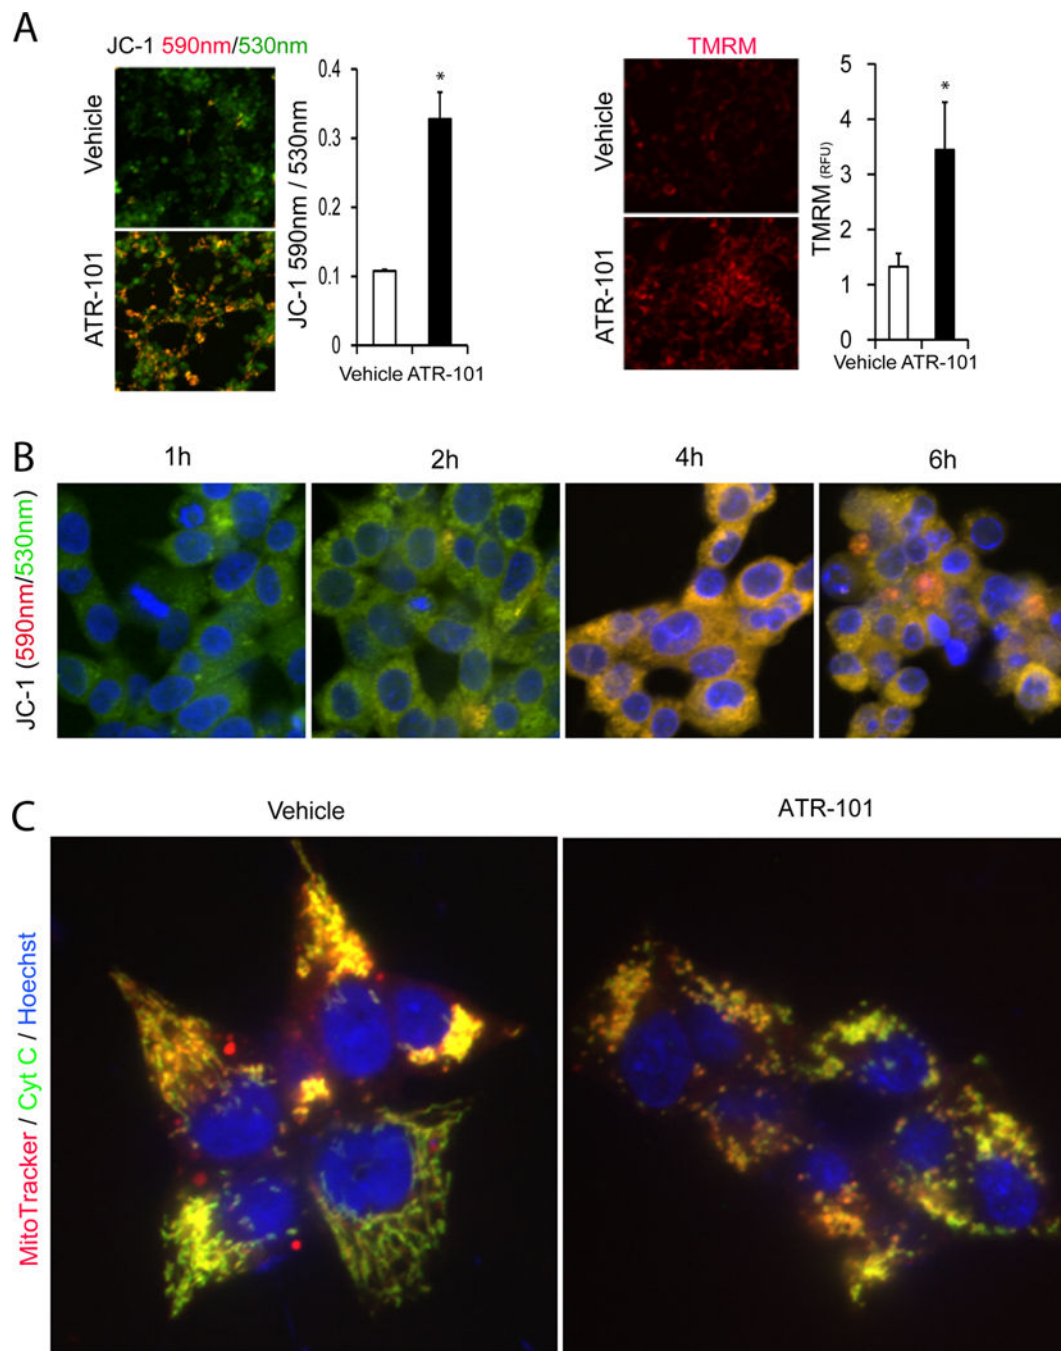 A
JC-1 590nm/530nm
Vehicle
ATR-101
JC-1 590nm / 530nm
0.4
0.3
0.2
0.1
0
*
Vehicle ATR-101
TMRM
Vehicle
ATR-101
TMRM (RFU)
5
4
3
2
1
0
*
Vehicle ATR-101
B
1h
2h
4h
6h
JC-1 (590nm/530nm)
C
Vehicle
ATR-101
MitoTracker / Cyt C / Hoechst